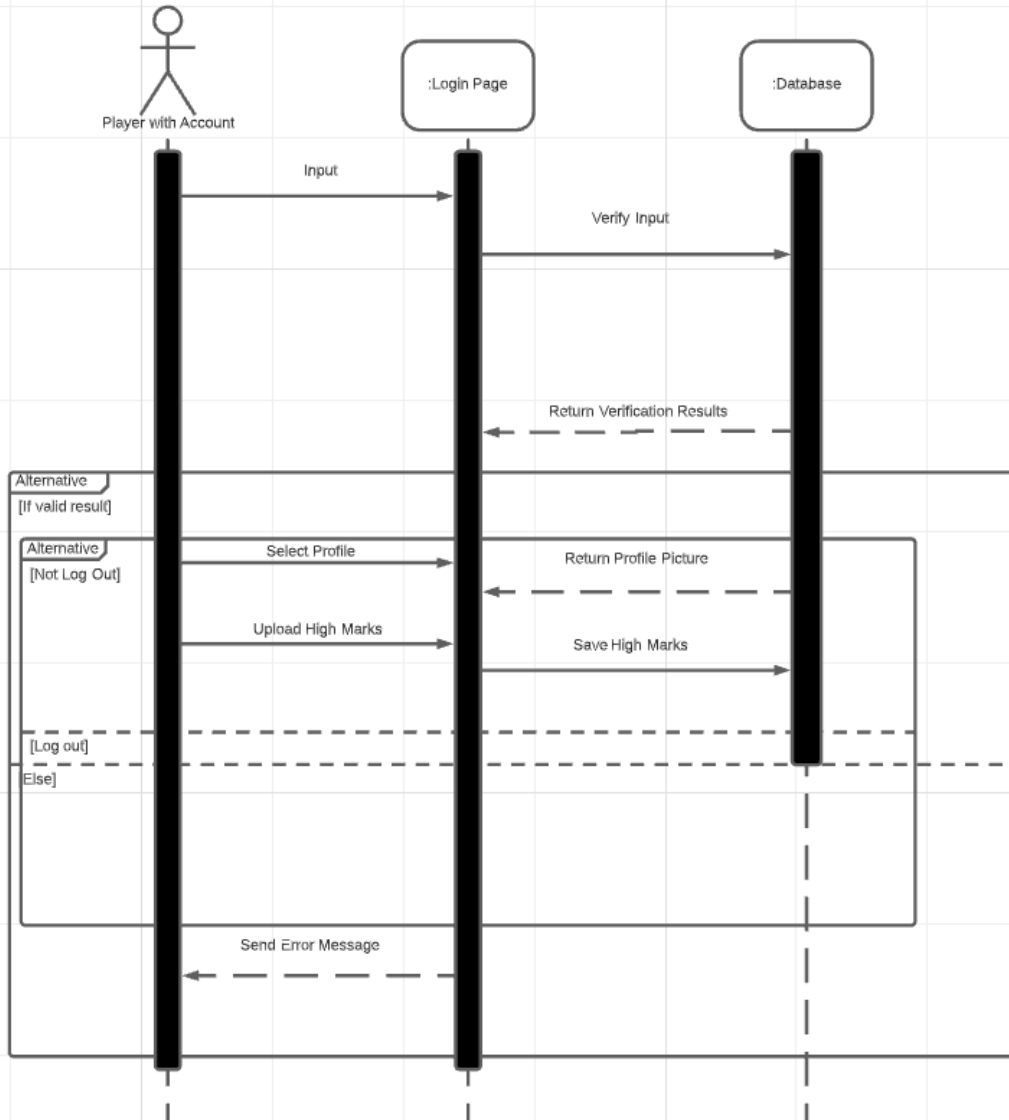 Player with Account
:Login Page
:Database
Input
Verify Input
Return Verification Results
Alternative
[If valid result]
Alternative
Select Profile
Return Profile Picture
[Not Log Out]
Upload High Marks
Save High Marks
[Log out]
Else]
Send Error Message